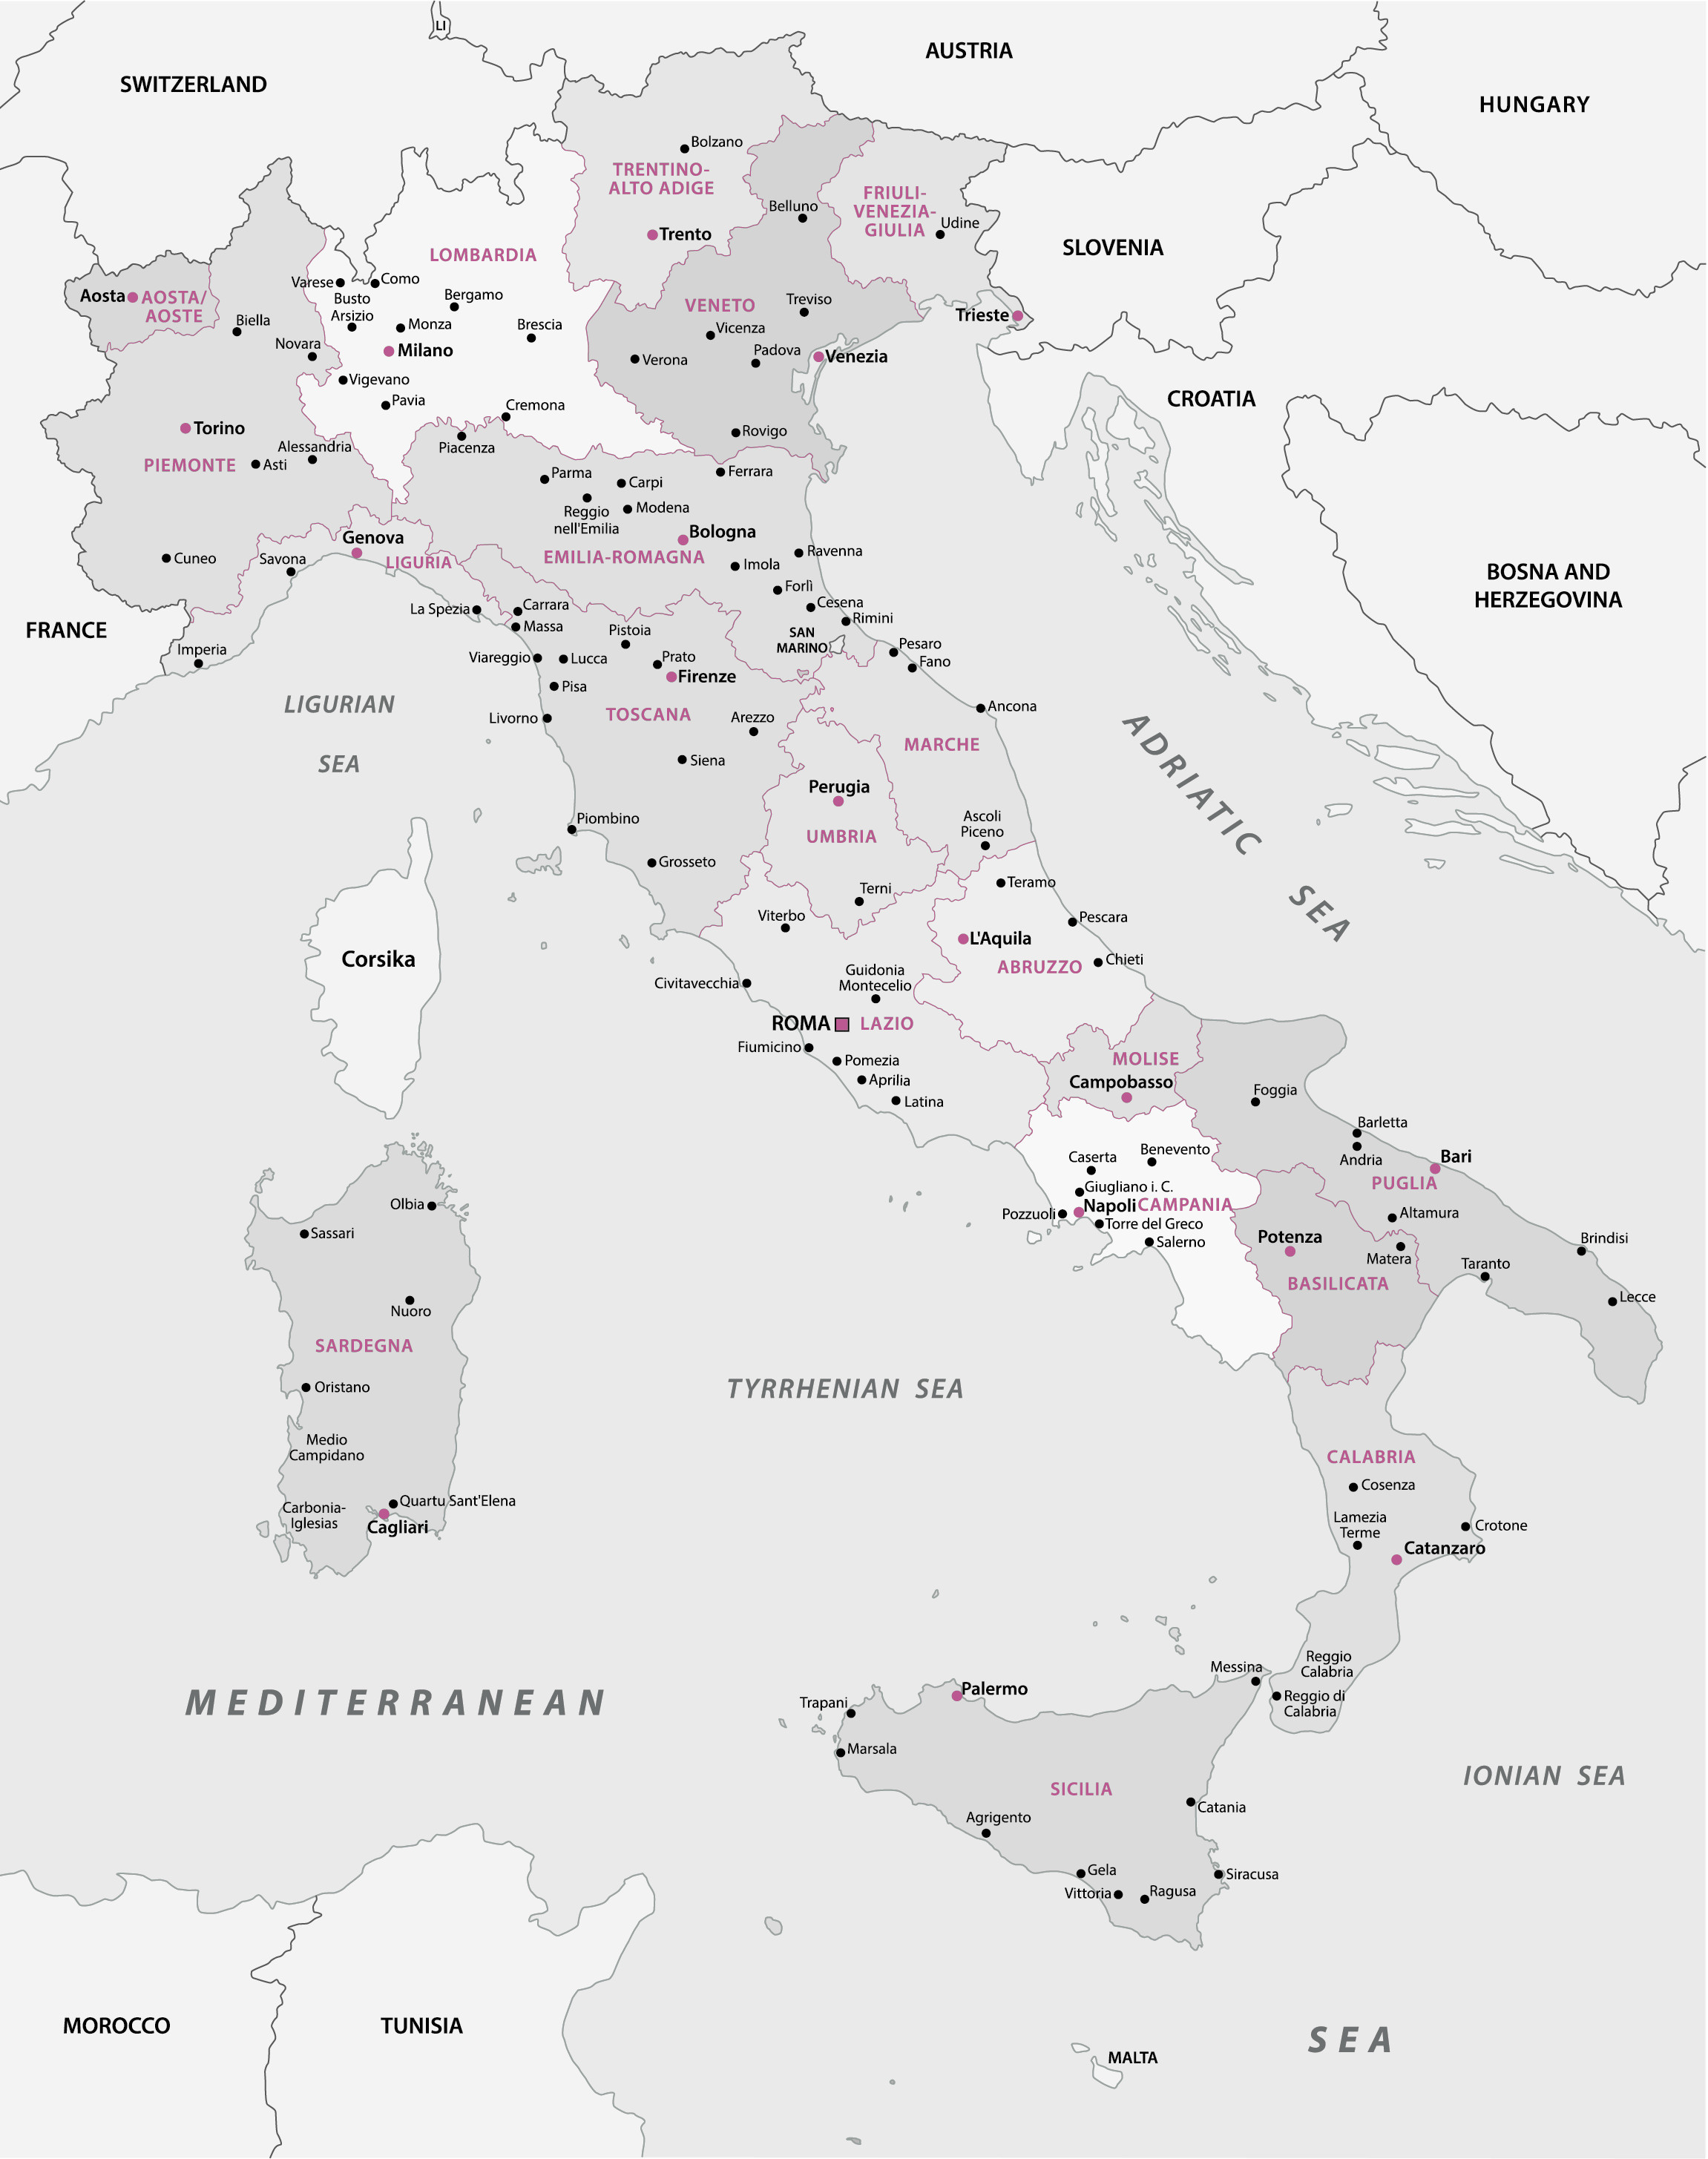 LI
AUSTRIA
SWITZERLAND
HUNGARY
Bolzano
TRENTINO-
ALTO ADIGE
FRIULI-
VENEZIA-
GIULIA
Belluno
Udine
Trento
SLOVENIA
LOMBARDIA
Varese
Como
Aosta
AOSTA/
AOSTE
Busto
Arsizio
Bergamo
VENETO
Treviso
Trieste
Biella
Monza
Brescia
Vicenza
Novara
Milano
Verona
Padova
Venezia
Vigevano
Pavia
Cremona
CROATIA
Torino
Rovigo
Alessandria
Piacenza
PIEMONTE
Asti
Parma
Carpi
Ferrara
Reggio
nell'Emilia
Modena
Genova
Bologna
Cuneo
Savona
LIGURIA
EMILIA-ROMAGNA
Imola
Ravenna
BOSNA AND
HERZEGOVINA
Forlì
La Spezia
Carrara
Cesena
Massa
Rimini
FRANCE
Pistoia
SAN
MARINO
Pesaro
Imperia
Viareggio
Lucca
Prato
Fano
Firenze
Pisa
LIGURIAN
SEA
Livorno
TOSCANA
Arezzo
Ancona
MARCHE
ADRIATIC
SEA
Siena
Perugia
Piombino
UMBRIA
Ascoli
Piceno
Grosseto
Terni
Teramo
Viterbo
Pescara
Corsika
L'Aquila
ABRUZZO
Chieti
Civitavecchia
Guidonia
Montecelio
ROMA
LAZIO
Fiumicino
Pomezia
MOLISE
Aprilia
Campobasso
Latina
Foggia
Barletta
Andria
Bari
Benevento
Caserta
PUGLIA
Giugliano i. C.
Olbia
Napoli
CAMPANIA
Pozzuoli
Torre del Greco
Altamura
Sassari
Salerno
Potenza
Matera
Brindisi
Taranto
BASILICATA
Nuoro
Lecce
SARDEGNA
Oristano
TYRRHENIAN SEA
Medio
Campidano
CALABRIA
Cosenza
Carbonia-
Iglesias
Quartu Sant'Elena
Cagliari
Lamezia
Terme
Crotone
Catanzaro
Reggio
Calabria
Messina
MEDITERRANEAN
Palermo
Trapani
Reggio di
Calabria
Marsala
IONIAN SEA
SICILIA
Catania
Agrigento
Gela
Siracusa
Vittoria
Ragusa
MOROCCO
TUNISIA
SEA
MALTA